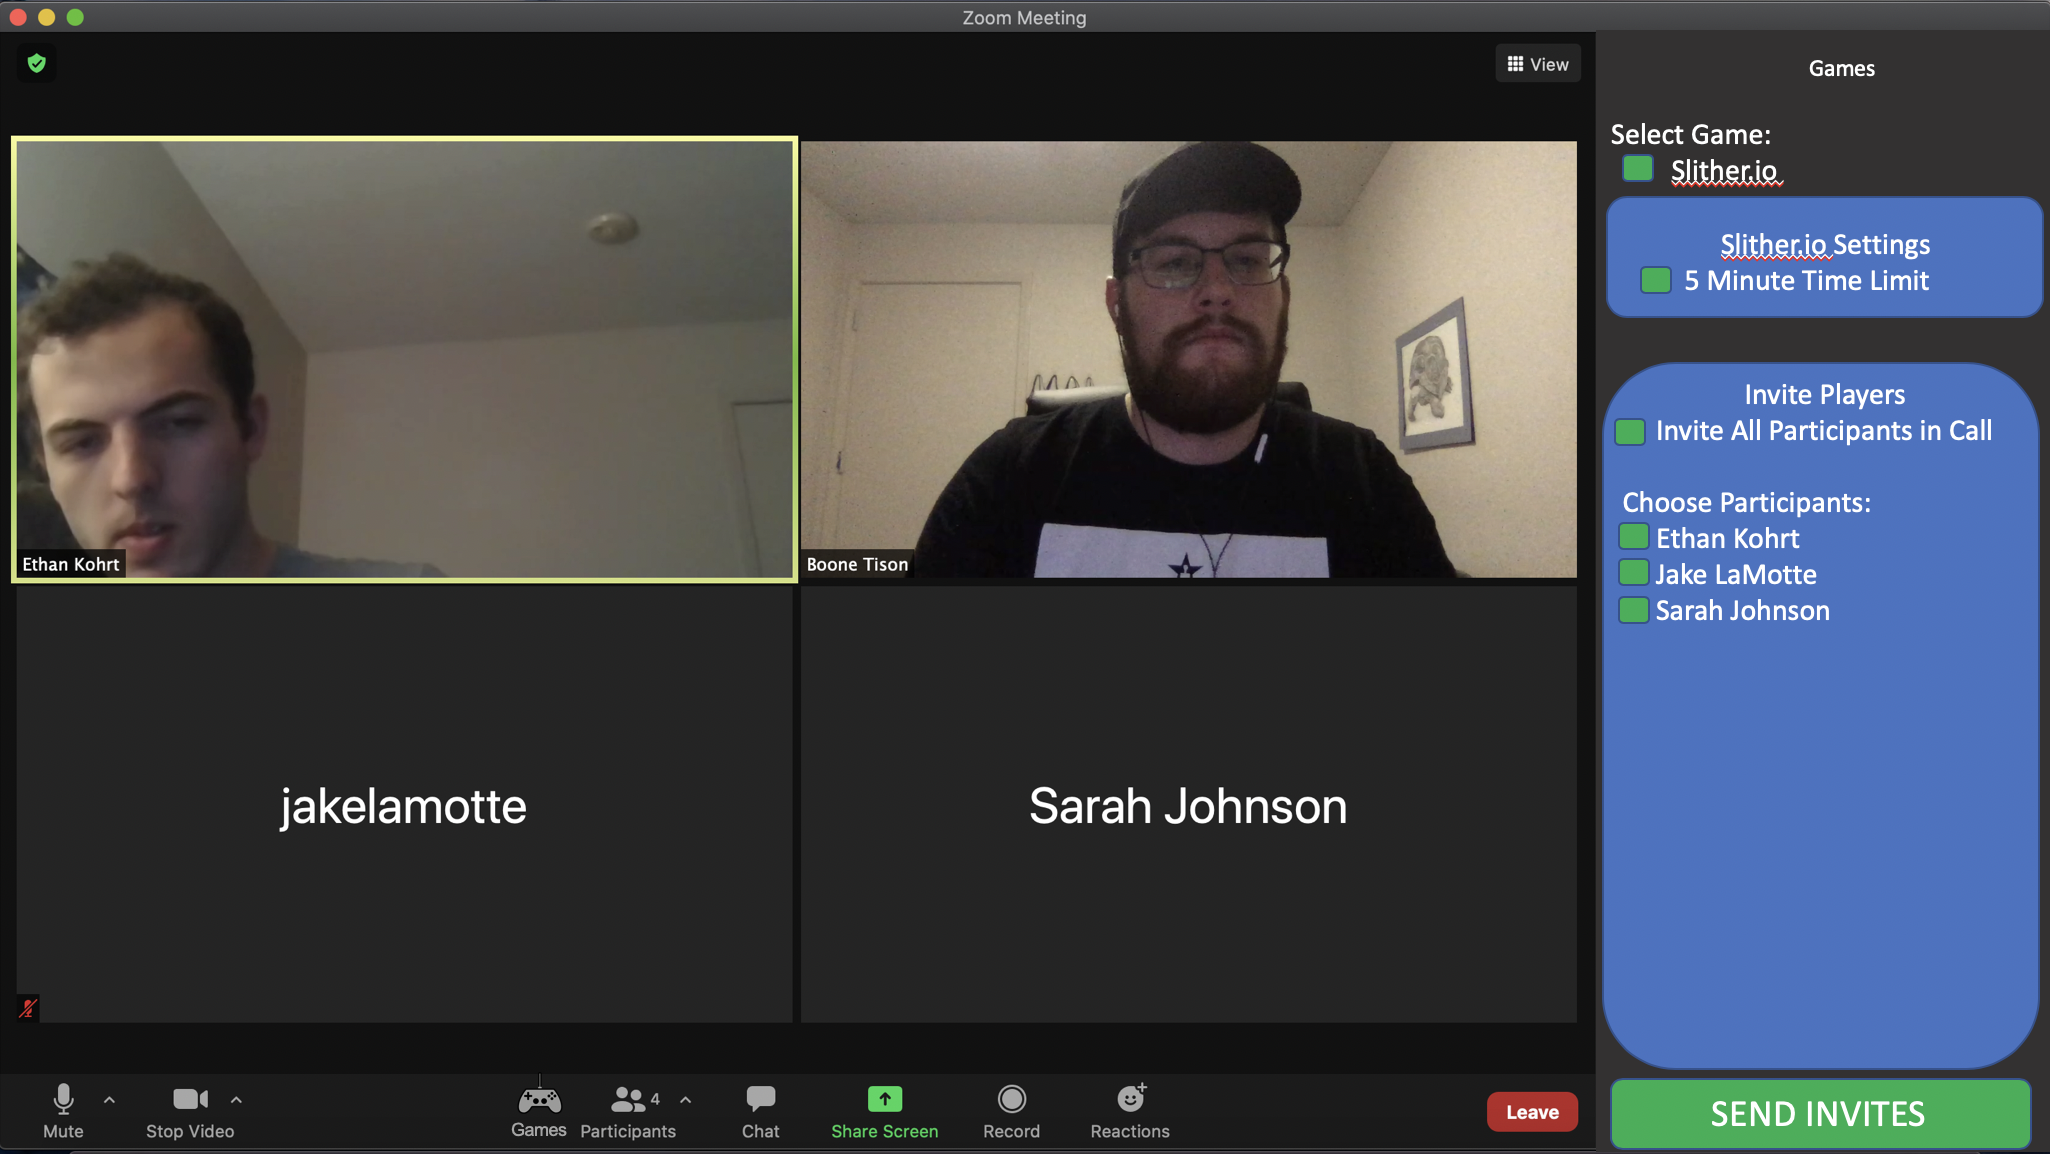 Zoom Meeting
View
Games
Select Game:
Slither.io
Slither.io Settings
5 Minute Time Limit
Invite Players
Invite All Participants in Call
Choose Participants:
Ethan Kohrt
Jake LaMotte
Sarah Johnson
SEND INVITES
Ethan Kohrt
Boone Tison
jakelamotte
Sarah Johnson
Mute
Stop Video
Games
Participants
4
Chat
Share Screen
Record
Reactions
Leave